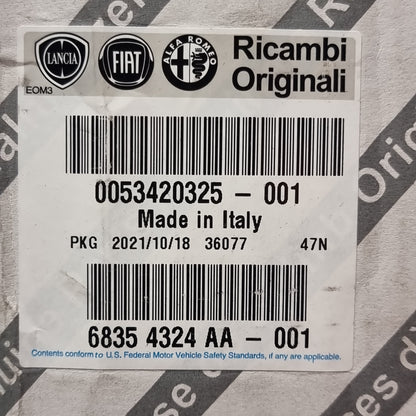 LANCIA FIAT ALFA ROMEO Ricambi
Originali
EOM3
0053420325 - 001
Made in Italy
PKG 2021/10/18 36077 47N
6835 4324 AA - 001
Contents conform to U.S. Federal Motor Vehicle Safety Standards, if any are applicable.